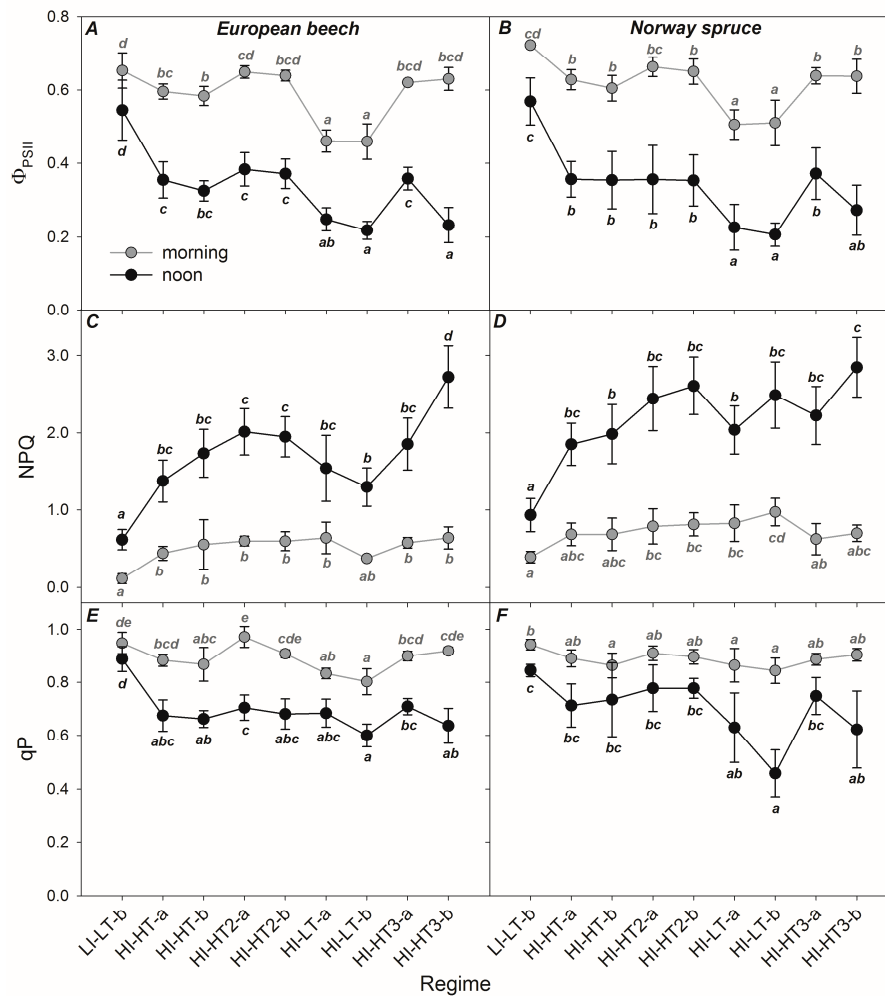 European beech
Norway spruce
A
B
0.8
0.6
0.4
0.2
0.0
ΦPSII
d bc b cd bcd a a bcd bcd
d c bc c c ab a c a
cd b b bc b a a b b
c b b b b a a b ab
morning
noon
C
D
3.0
2.0
1.0
0.0
NPQ
a bc bc c c bc b bc d
a b b b b b ab b b
a bc b bc bc b bc bc c
a abc abc bc bc bc cd ab abc
E
F
1.0
0.8
0.6
0.4
0.2
0.0
qP
de bcd abc e cde ab a bcd cde
d abc ab c abc abc a bc ab
b ab a ab ab a a ab ab
c bc bc bc bc ab a bc ab
LI-LT-b HI-HT-a HI-HT-b HI-HT2-a HI-HT2-b HI-LT-a HI-LT-b HI-HT3-a HI-HT3-b
LI-LT-b HI-HT-a HI-HT-b HI-HT2-a HI-HT2-b HI-LT-a HI-LT-b HI-HT3-a HI-HT3-b
Regime